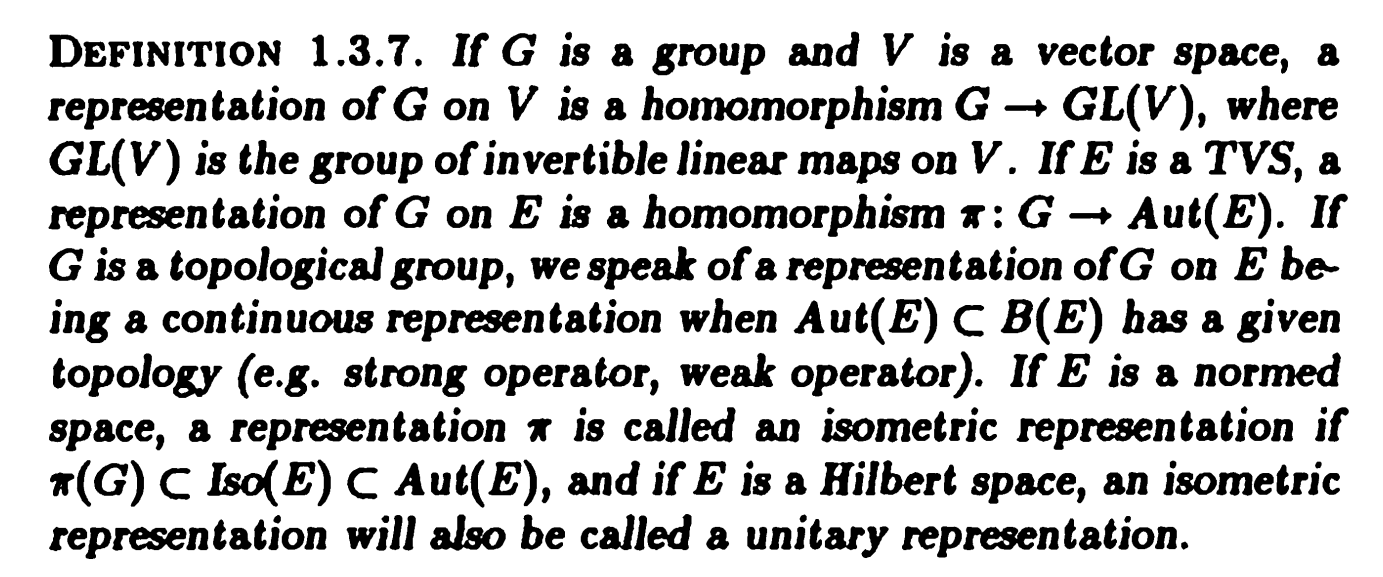 DEFINITION 1.3.7. If G is a group and V is a vector space, a
representation of G on V is a homomorphism G → GL(V), where
GL(V) is the group of invertible linear maps on V. If E is a TVS, a
representation of G on E is a homomorphism π: G → Aut(E). If
G is a topological group, we speak of a representation of G on E be-
ing a continuous representation when Aut(E) ⊂ B(E) has a given
topology (e.g. strong operator, weak operator). If E is a normed
space, a representation π is called an isometric representation if
π(G) ⊂ Iso(E) ⊂ Aut(E), and if E is a Hilbert space, an isometric
representation will also be called a unitary representation.